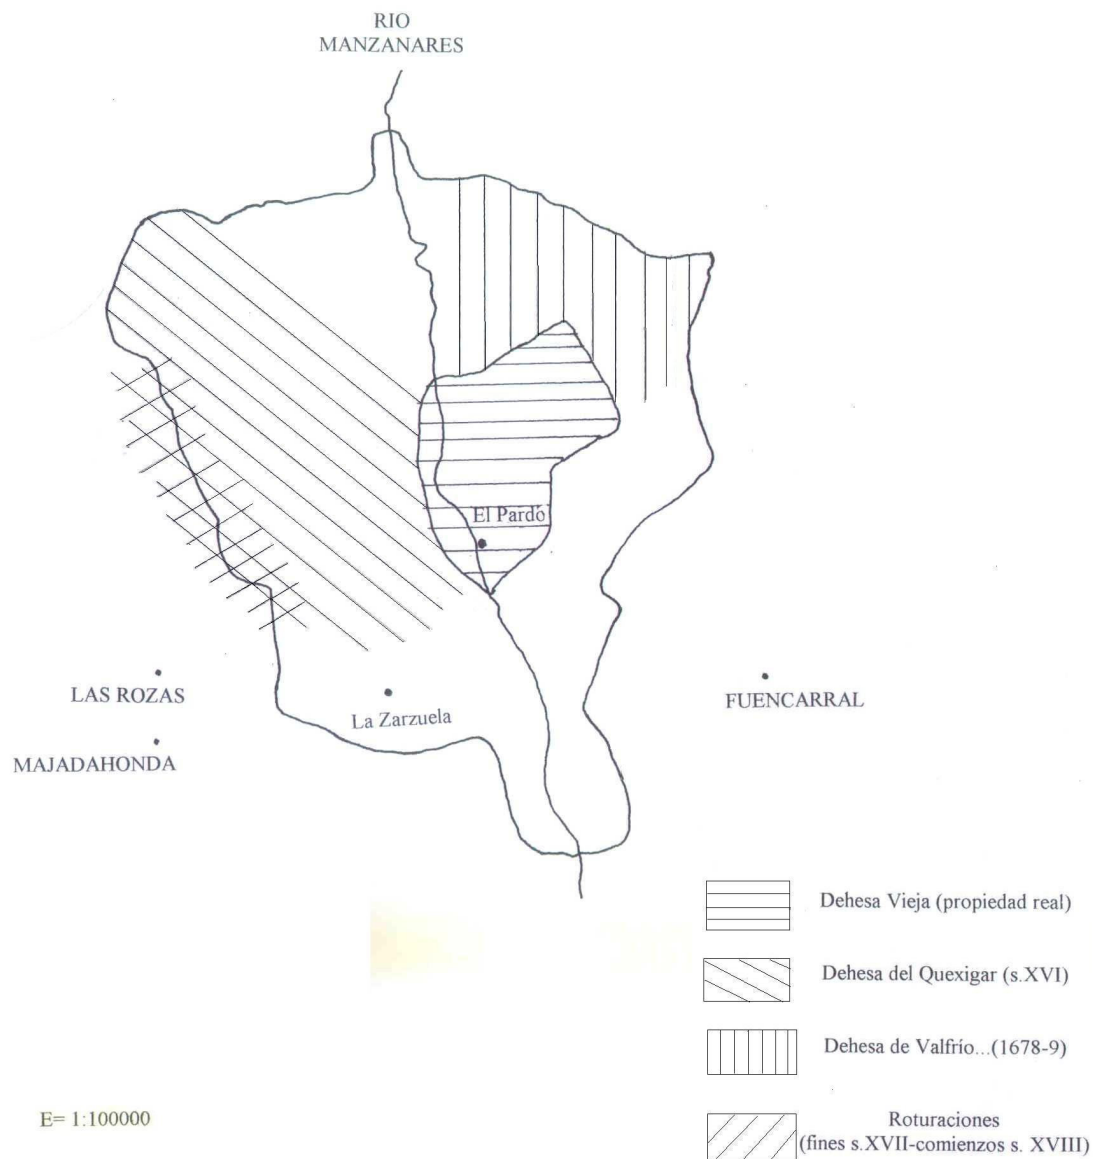 RIO
MANZANARES
El Pardo
LAS ROZAS
La Zarzuela
FUENCARRAL
MAJADAHONDA
Dehesa Vieja (propiedad real)
Dehesa del Quexigar (s.XVI)
Dehesa de Valfrío...(1678-9)
E= 1:100000
Roturaciones
(fines s.XVII-comienzos s. XVIII)